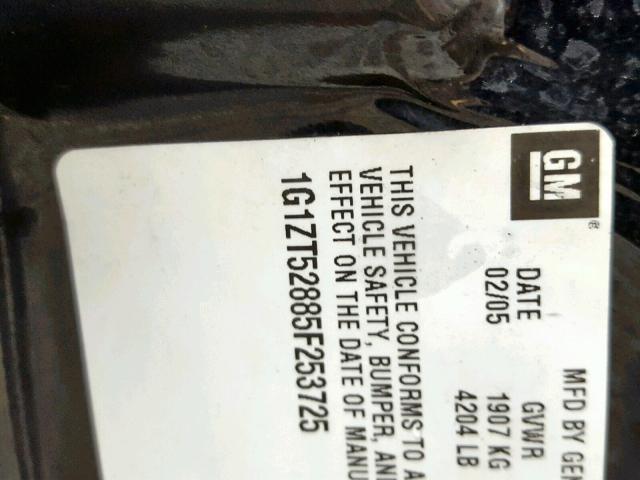 GM®
MFD BY GEN
DATE GVWR
02/05 1907 KG
4204 LB
THIS VEHICLE CONFORMS TO A
VEHICLE SAFETY, BUMPER, AN
EFFECT ON THE DATE OF MANU
1G1ZT52885F253725